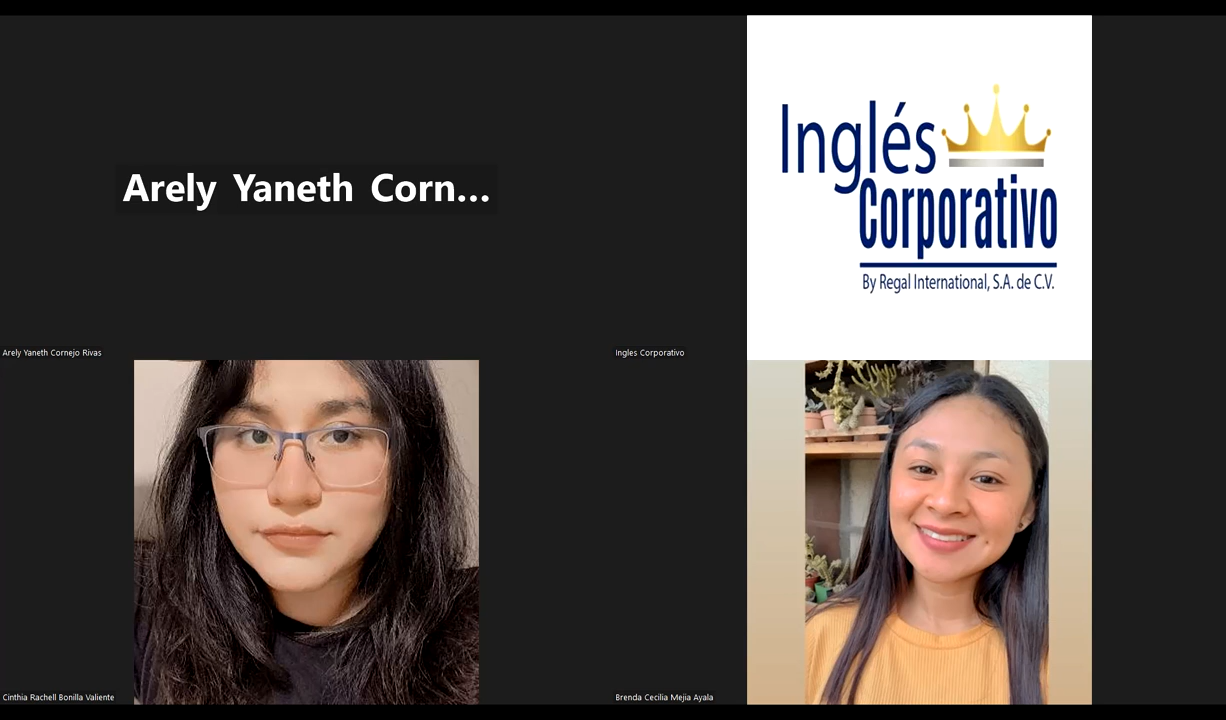 Arely Yaneth Corn...
Inglés
Corporativo
By Regal International, S.A. de C.V.
Arely Yaneth Cornejo Rivas
Ingles Corporativo
Cinthia Rachell Bonilla Valiente
Brenda Cecilia Mejia Ayala